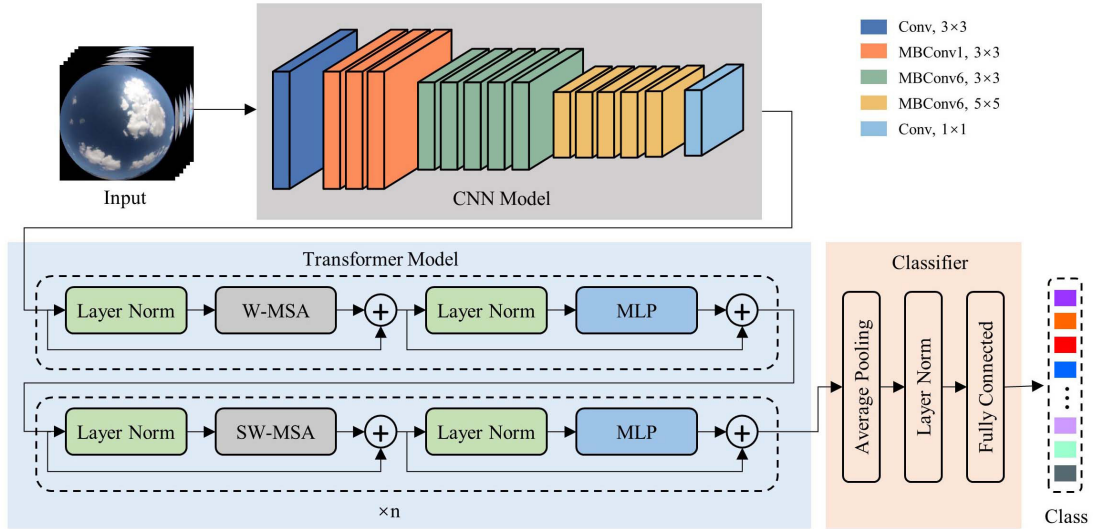 Conv, 3×3
MBConv1, 3×3
MBConv6, 3×3
MBConv6, 5×5
Conv, 1×1
Input
CNN Model
Transformer Model
Layer Norm
W-MSA
+
Layer Norm
MLP
+
Layer Norm
SW-MSA
+
Layer Norm
MLP
+
×n
Classifier
Average Pooling
Layer Norm
Fully Connected
Class